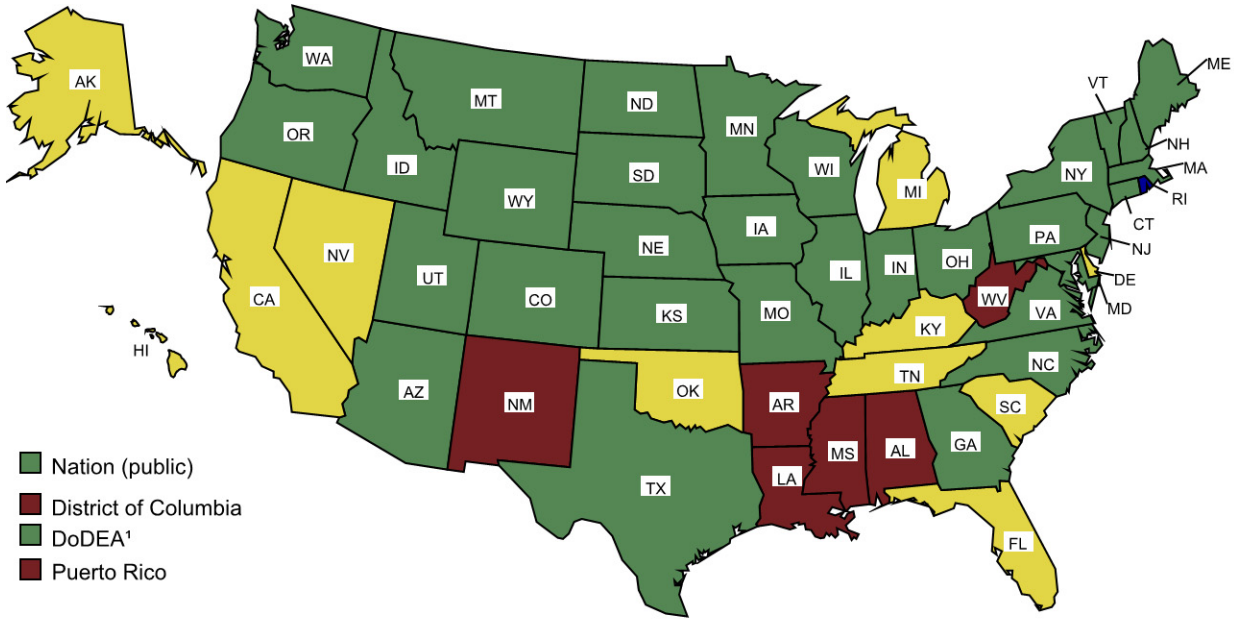 ME
WA
VT
AK
MT
ND
MN
OR
NH
ID
SD
WI
NY
MA
MI
RI
WY
CT
IA
PA
NJ
NE
NV
OH
IL
IN
DE
UT
CA
CO
WV
MD
KS
MO
VA
KY
HI
NC
TN
AZ
OK
NM
AR
SC
GA
MS
AL
Nation (public)
LA
TX
District of Columbia
DoDEA¹
FL
Puerto Rico